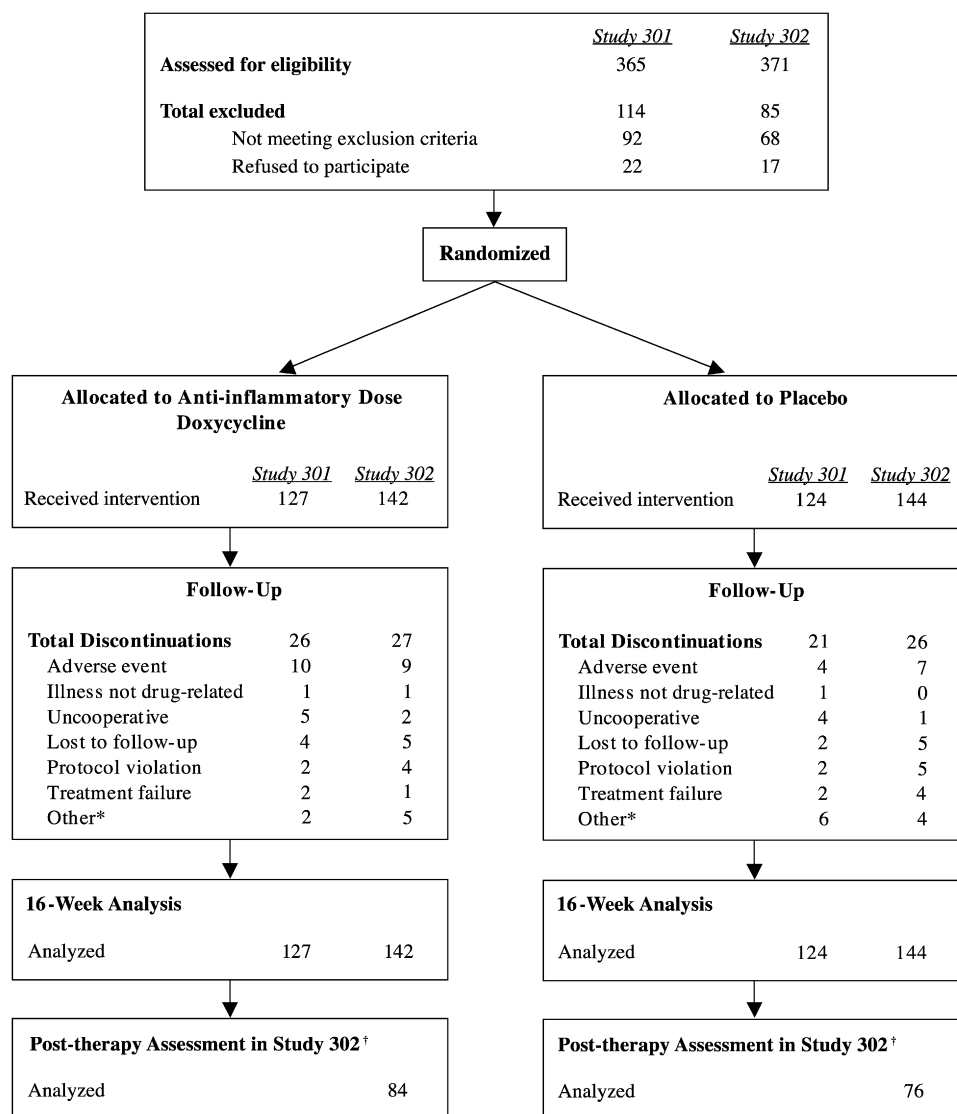 Study 301 Study 302
Assessed for eligibility 365 371
Total excluded 114 85
Not meeting exclusion criteria 92 68
Refused to participate 22 17
Randomized
Allocated to Anti-inflammatory Dose
Doxycycline
Study 301 Study 302
Received intervention 127 142
Allocated to Placebo
Study 301 Study 302
Received intervention 124 144
Follow-Up
Total Discontinuations 26 27
Adverse event 10 9
Illness not drug-related 1 1
Uncooperative 5 2
Lost to follow-up 4 5
Protocol violation 2 4
Treatment failure 2 1
Other* 2 5
Follow-Up
Total Discontinuations 21 26
Adverse event 4 7
Illness not drug-related 1 0
Uncooperative 4 1
Lost to follow-up 2 5
Protocol violation 2 5
Treatment failure 2 4
Other* 6 4
16-Week Analysis
Analyzed 127 142
16-Week Analysis
Analyzed 124 144
Post-therapy Assessment in Study 302†
Analyzed 84
Post-therapy Assessment in Study 302†
Analyzed 76